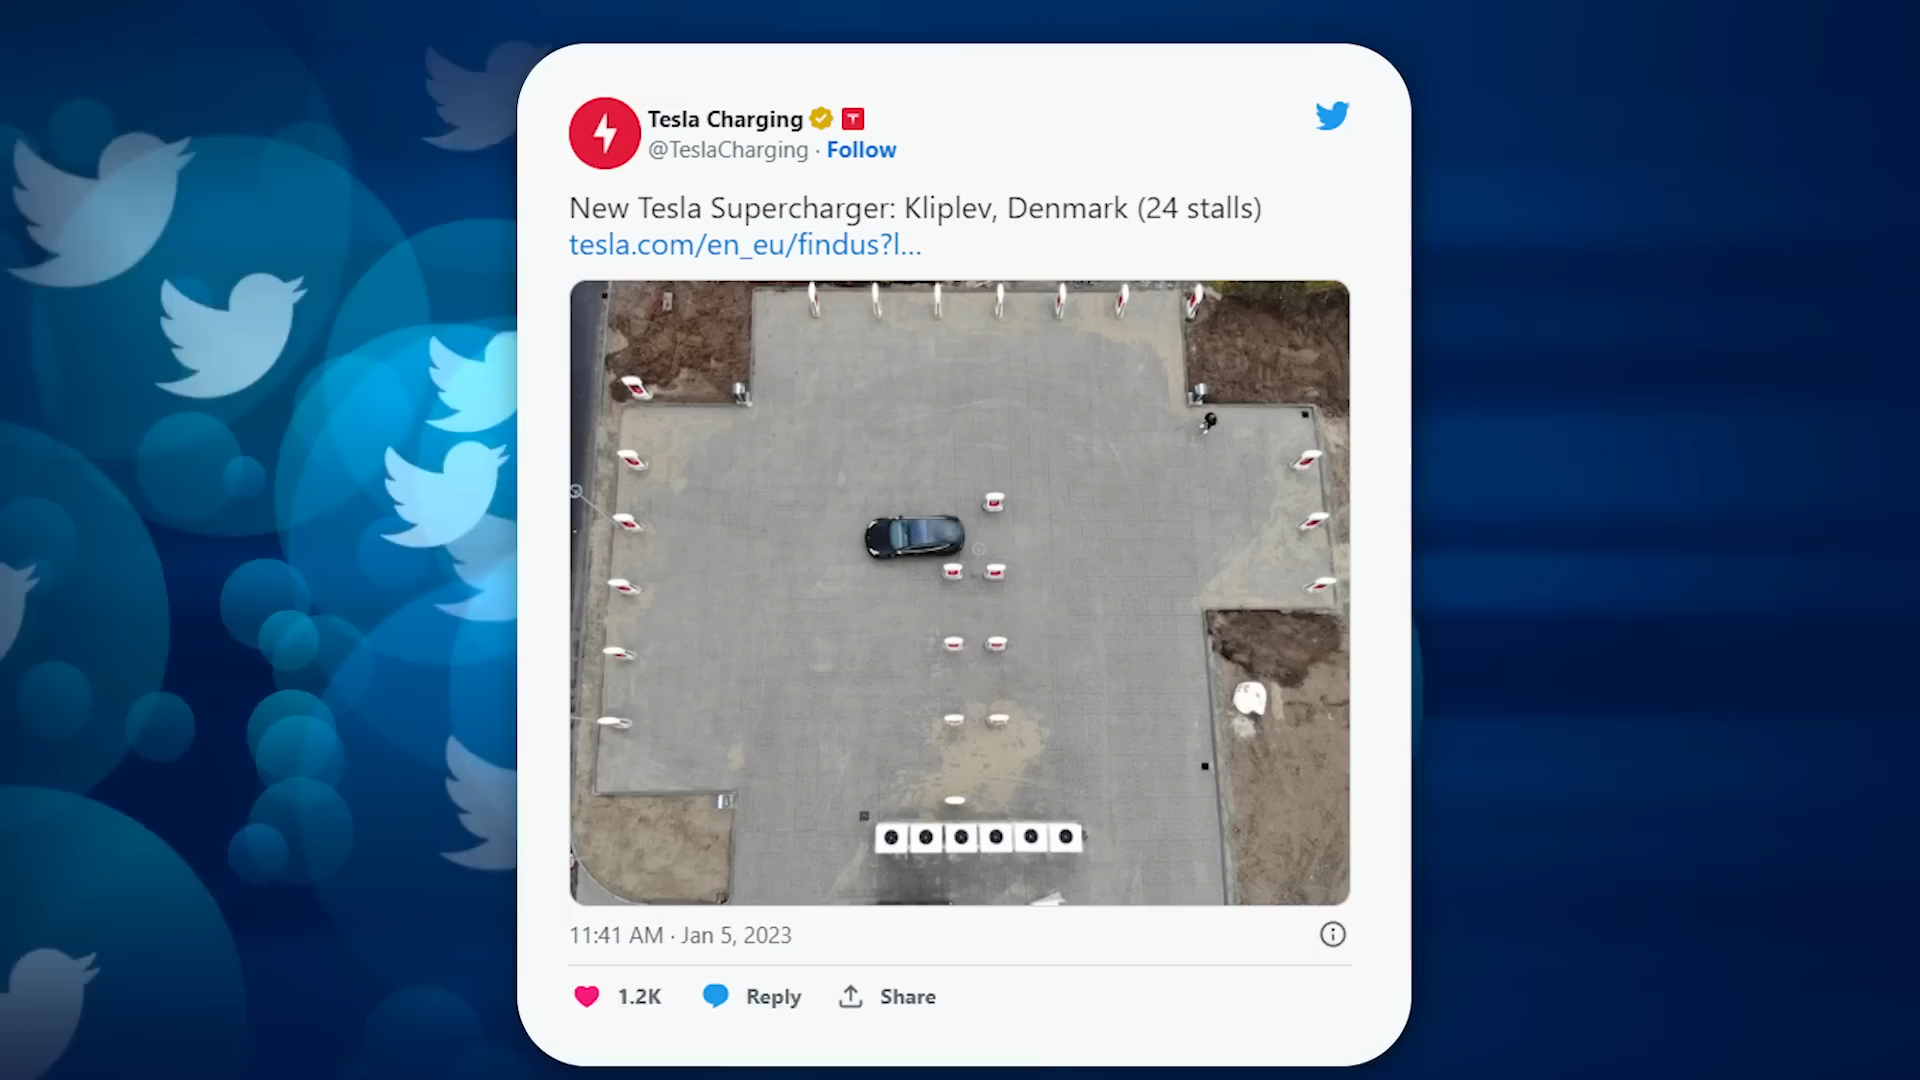 Tesla Charging
@TeslaCharging · Follow
New Tesla Supercharger: Kliplev, Denmark (24 stalls)
tesla.com/en_eu/findus?l...
11:41 AM · Jan 5, 2023
1.2K Reply Share